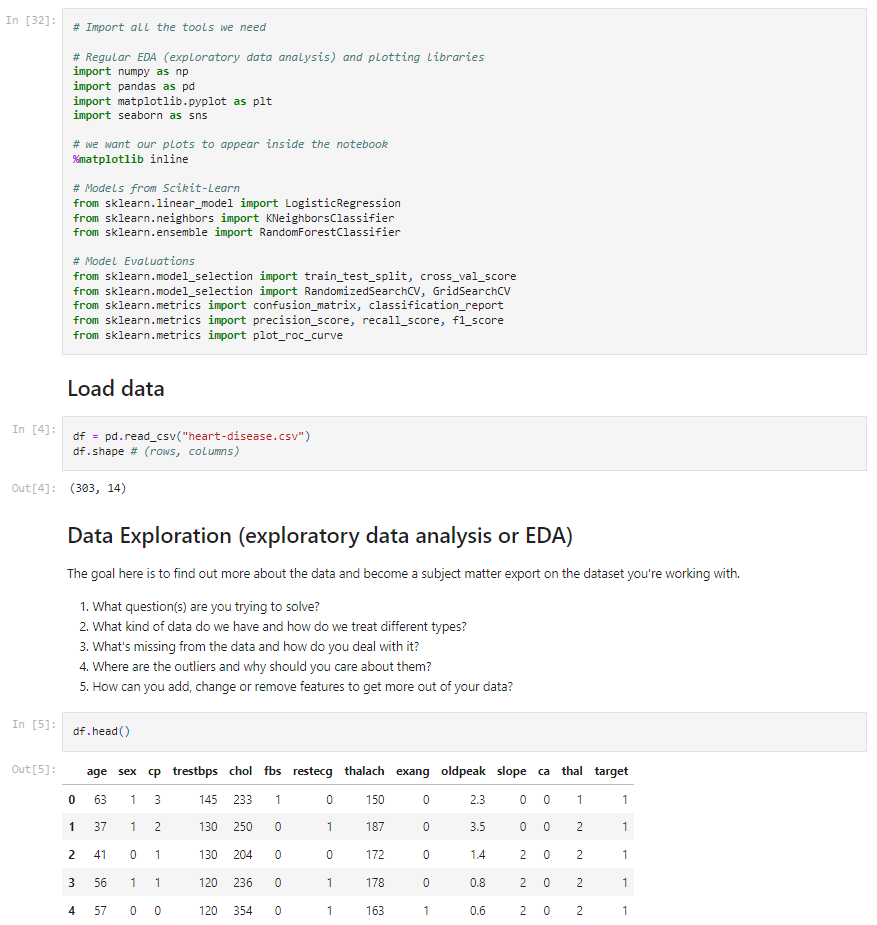 In [32]:
# Import all the tools we need
# Regular EDA (exploratory data analysis) and plotting libraries
import numpy as np
import pandas as pd
import matplotlib.pyplot as plt
import seaborn as sns
# we want our plots to appear inside the notebook
%matplotlib inline
# Models from Scikit-Learn
from sklearn.linear_model import LogisticRegression
from sklearn.neighbors import KNeighborsClassifier
from sklearn.ensemble import RandomForestClassifier
# Model Evaluations
from sklearn.model_selection import train_test_split, cross_val_score
from sklearn.model_selection import RandomizedSearchCV, GridSearchCV
from sklearn.metrics import confusion_matrix, classification_report
from sklearn.metrics import precision_score, recall_score, f1_score
from sklearn.metrics import plot_roc_curve
Load data
In [4]:
df = pd.read_csv("heart-disease.csv")
df.shape # (rows, columns)
Out[4]: (303, 14)
Data Exploration (exploratory data analysis or EDA)
The goal here is to find out more about the data and become a subject matter export on the dataset you're working with.
1. What question(s) are you trying to solve?
2. What kind of data do we have and how do we treat different types?
3. What's missing from the data and how do you deal with it?
4. Where are the outliers and why should you care about them?
5. How can you add, change or remove features to get more out of your data?
In [5]: df.head()
Out[5]:
age sex cp trestbps chol fbs restecg thalach exang oldpeak slope ca thal target
0 63 1 3 145 233 1 0 150 0 2.3 0 0 1 1
1 37 1 2 130 250 0 1 187 0 3.5 0 0 2 1
2 41 0 1 130 204 0 0 172 0 1.4 2 0 2 1
3 56 1 1 120 236 0 1 178 0 0.8 2 0 2 1
4 57 0 0 120 354 0 1 163 1 0.6 2 0 2 1